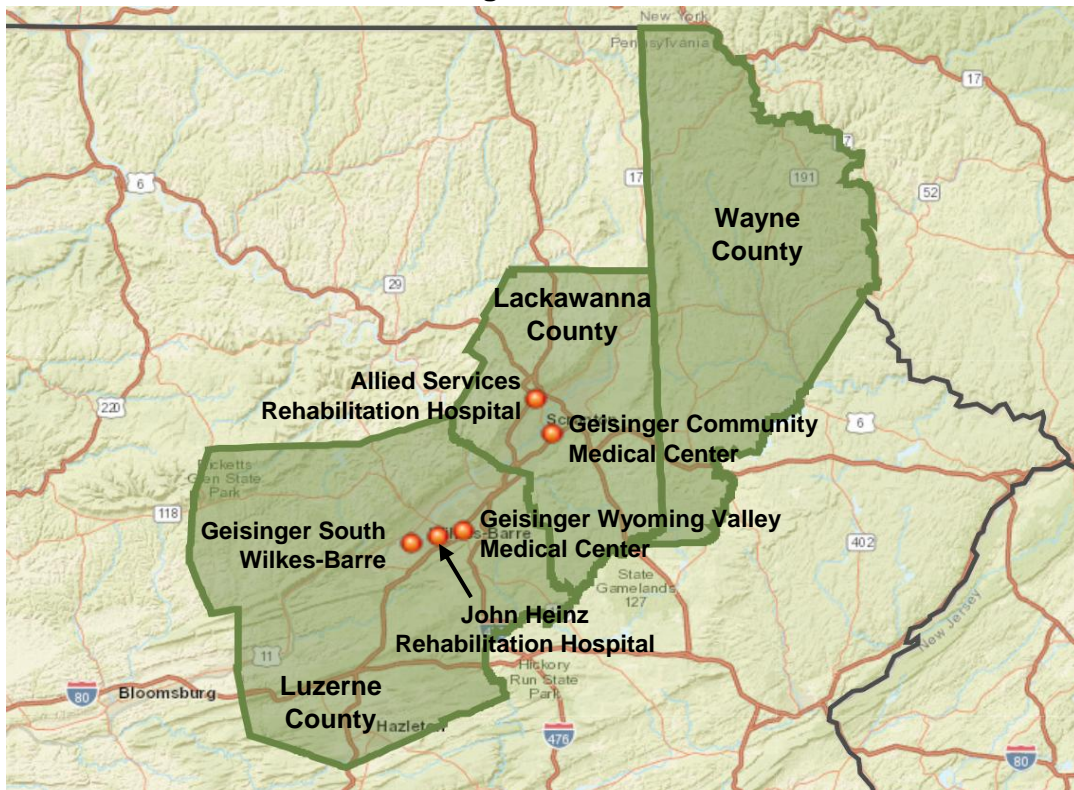 New York
Pennsylvania
17
6
17
191
52
Wayne
County
29
Lackawanna
County
Allied Services
Rehabilitation Hospital
220
Geisinger Community
Medical Center
6
Ricketts
Glen State
Park
118
Geisinger South
Wilkes-Barre
Geisinger Wyoming Valley
Medical Center
402
State
Gamelands
127
John Heinz
Rehabilitation Hospital
New Jersey
11
Hickory
Run State
Park
Luzerne
County
80
Bloomsburg
Hazleton
476
80